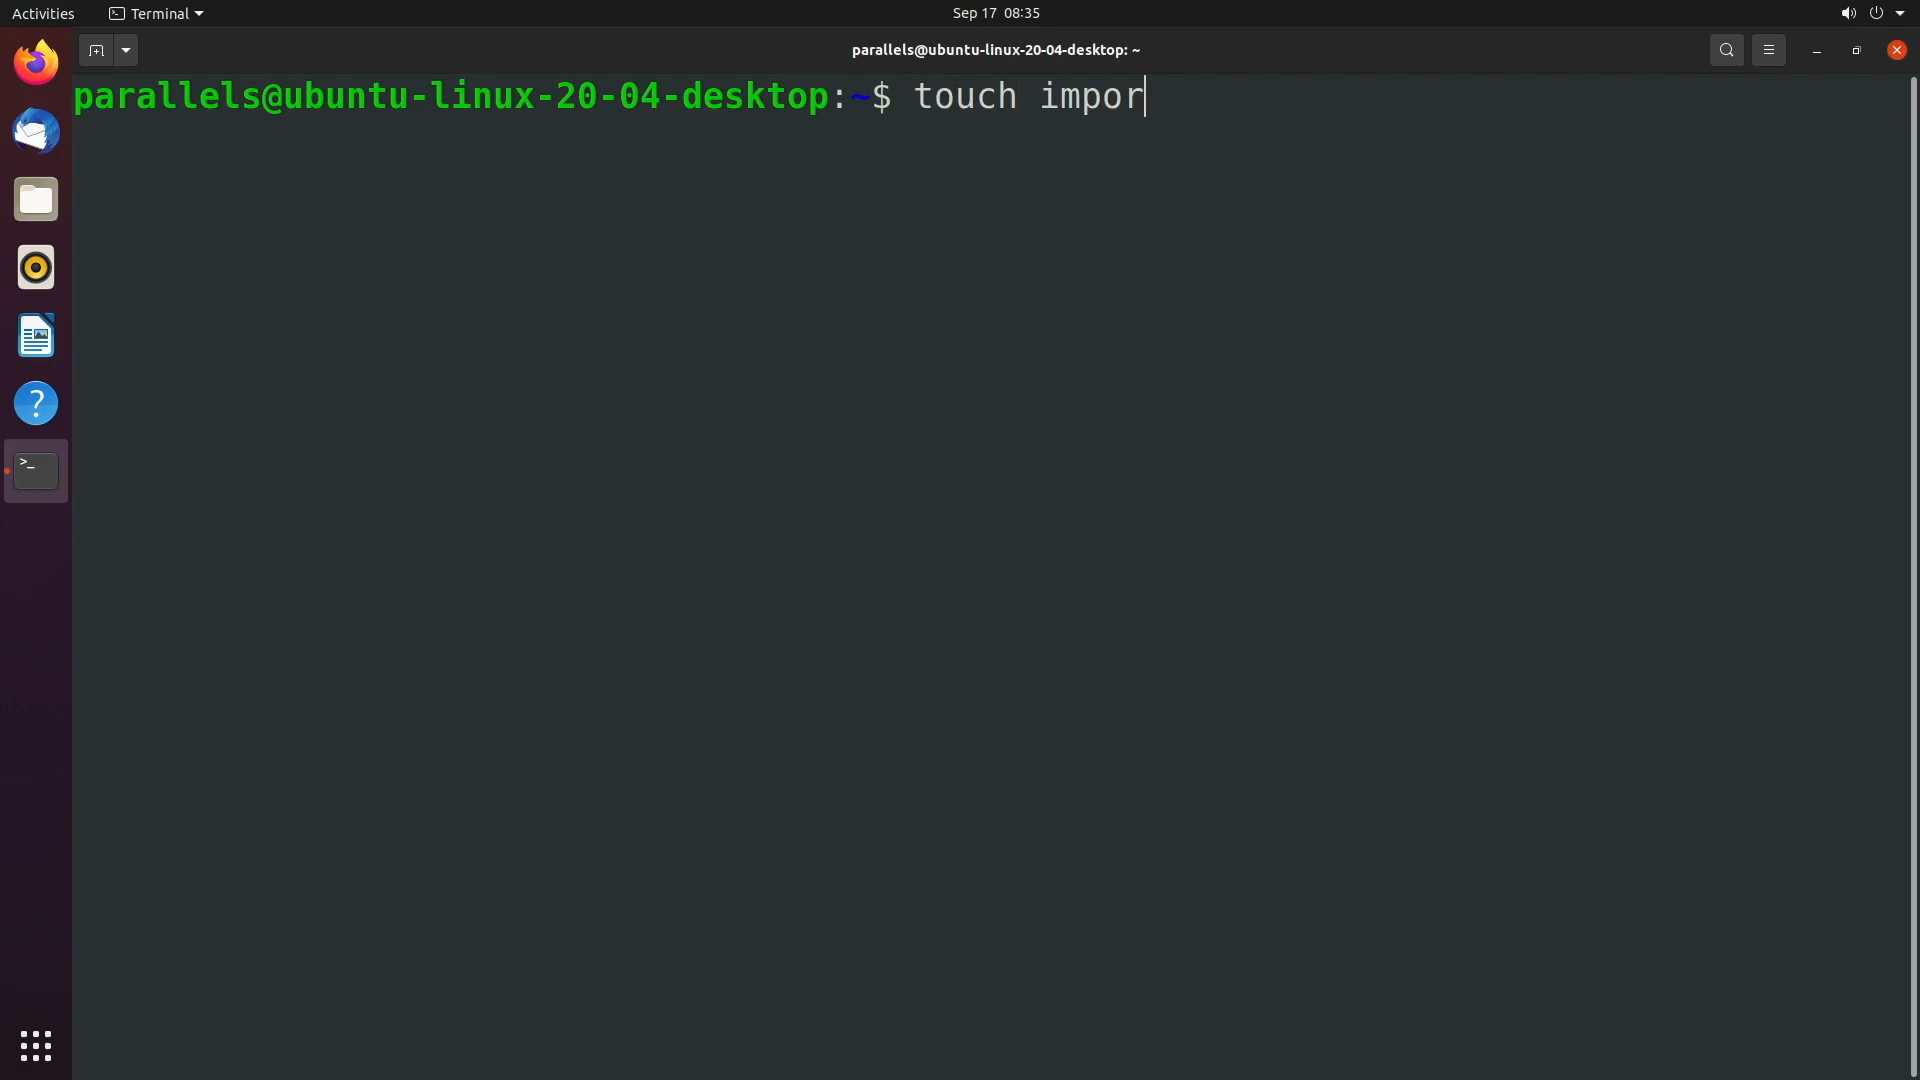 Activities
Terminal
Sep 17 08:35
parallels@ubuntu-linux-20-04-desktop: ~
parallels@ubuntu-linux-20-04-desktop:~$ touch impor
?
>_